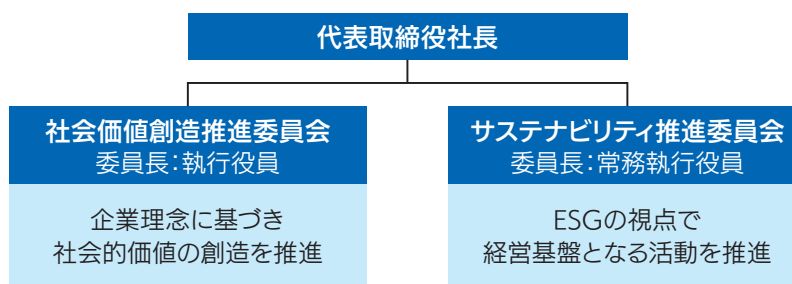 代表取締役社長
社会価値創造推進委員会
委員長:執行役員
企業理念に基づき
社会的価値の創造を推進
サステナビリティ推進委員会
委員長:常務執行役員
ESGの視点で
経営基盤となる活動を推進